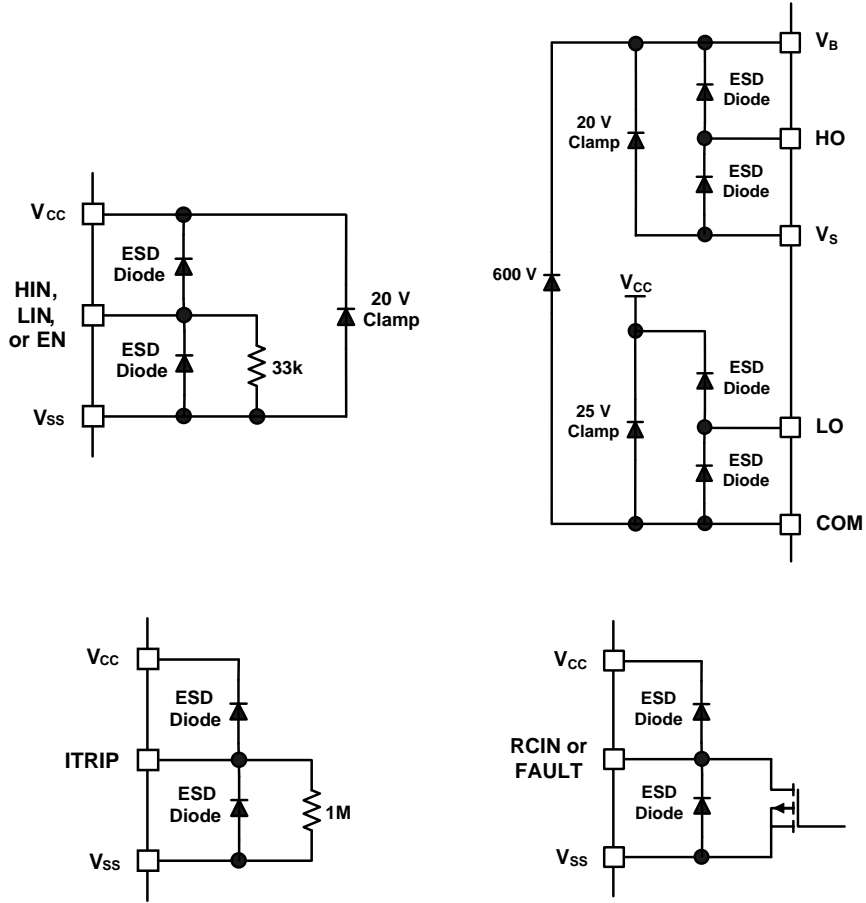 VCC
ESD
Diode
HIN,
LIN,
or EN
ESD
Diode
33k
20 V
Clamp
VSS
VB
ESD
Diode
20 V
Clamp
HO
ESD
Diode
VS
600 V
VCC
ESD
Diode
25 V
Clamp
LO
ESD
Diode
COM
VCC
ESD
Diode
ITRIP
ESD
Diode
1M
VSS
VCC
ESD
Diode
RCIN or
FAULT
ESD
Diode
VSS